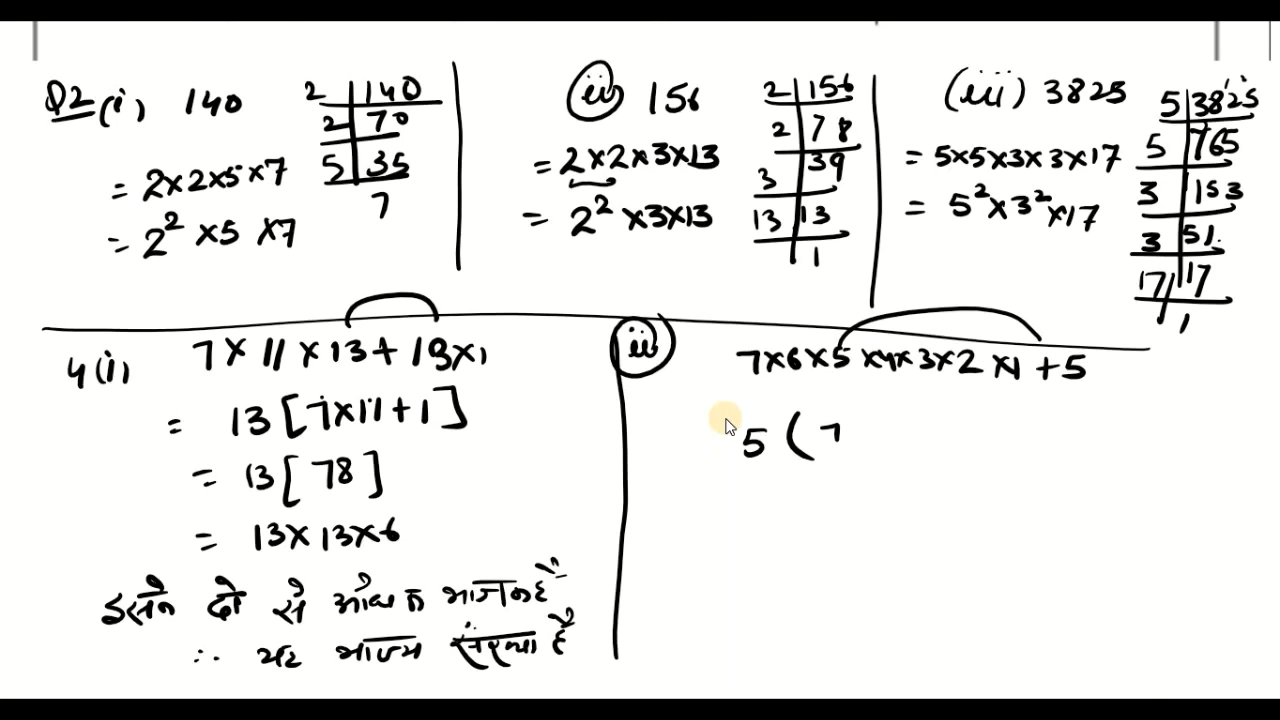 Q2 (i) 140
2 | 140
2 | 70
5 | 35
7
= 2×2×5×7
= 2² ×5 ×7
(ii) 156
2 | 156
2 | 78
3 | 39
13 | 13
1
= 2×2×3×13
= 2² ×3×13
(iii) 3825
5 | 3825
5 | 765
3 | 153
3 | 51
17 | 17
1
= 5×5×3×3×17
= 5²×3²×17
4(i) 7 × 11 × 13 + 13×1
= 13 [7×11+1]
= 13 [78]
= 13×13×6
इसके दो से अधिक भाजक है
∴ यह भाज्य संख्या है
(ii) 7×6×5×4×3×2×1+5
5 ( 7